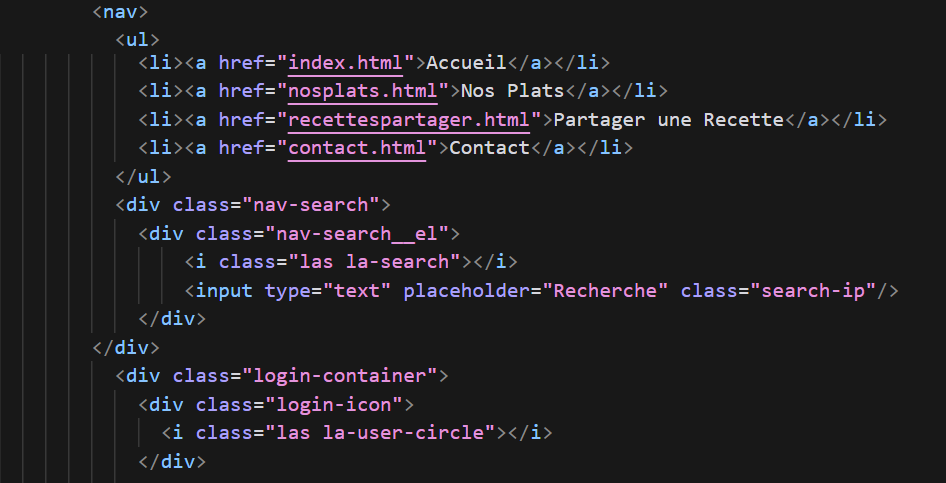 <nav>
<ul>
<li><a href="index.html">Accueil</a></li>
<li><a href="nosplats.html">Nos Plats</a></li>
<li><a href="recettespartager.html">Partager une Recette</a></li>
<li><a href="contact.html">Contact</a></li>
</ul>
<div class="nav-search">
<div class="nav-search__el">
<i class="las la-search"></i>
<input type="text" placeholder="Recherche" class="search-ip"/>
</div>
</div>
<div class="login-container">
<div class="login-icon">
<i class="las la-user-circle"></i>
</div>